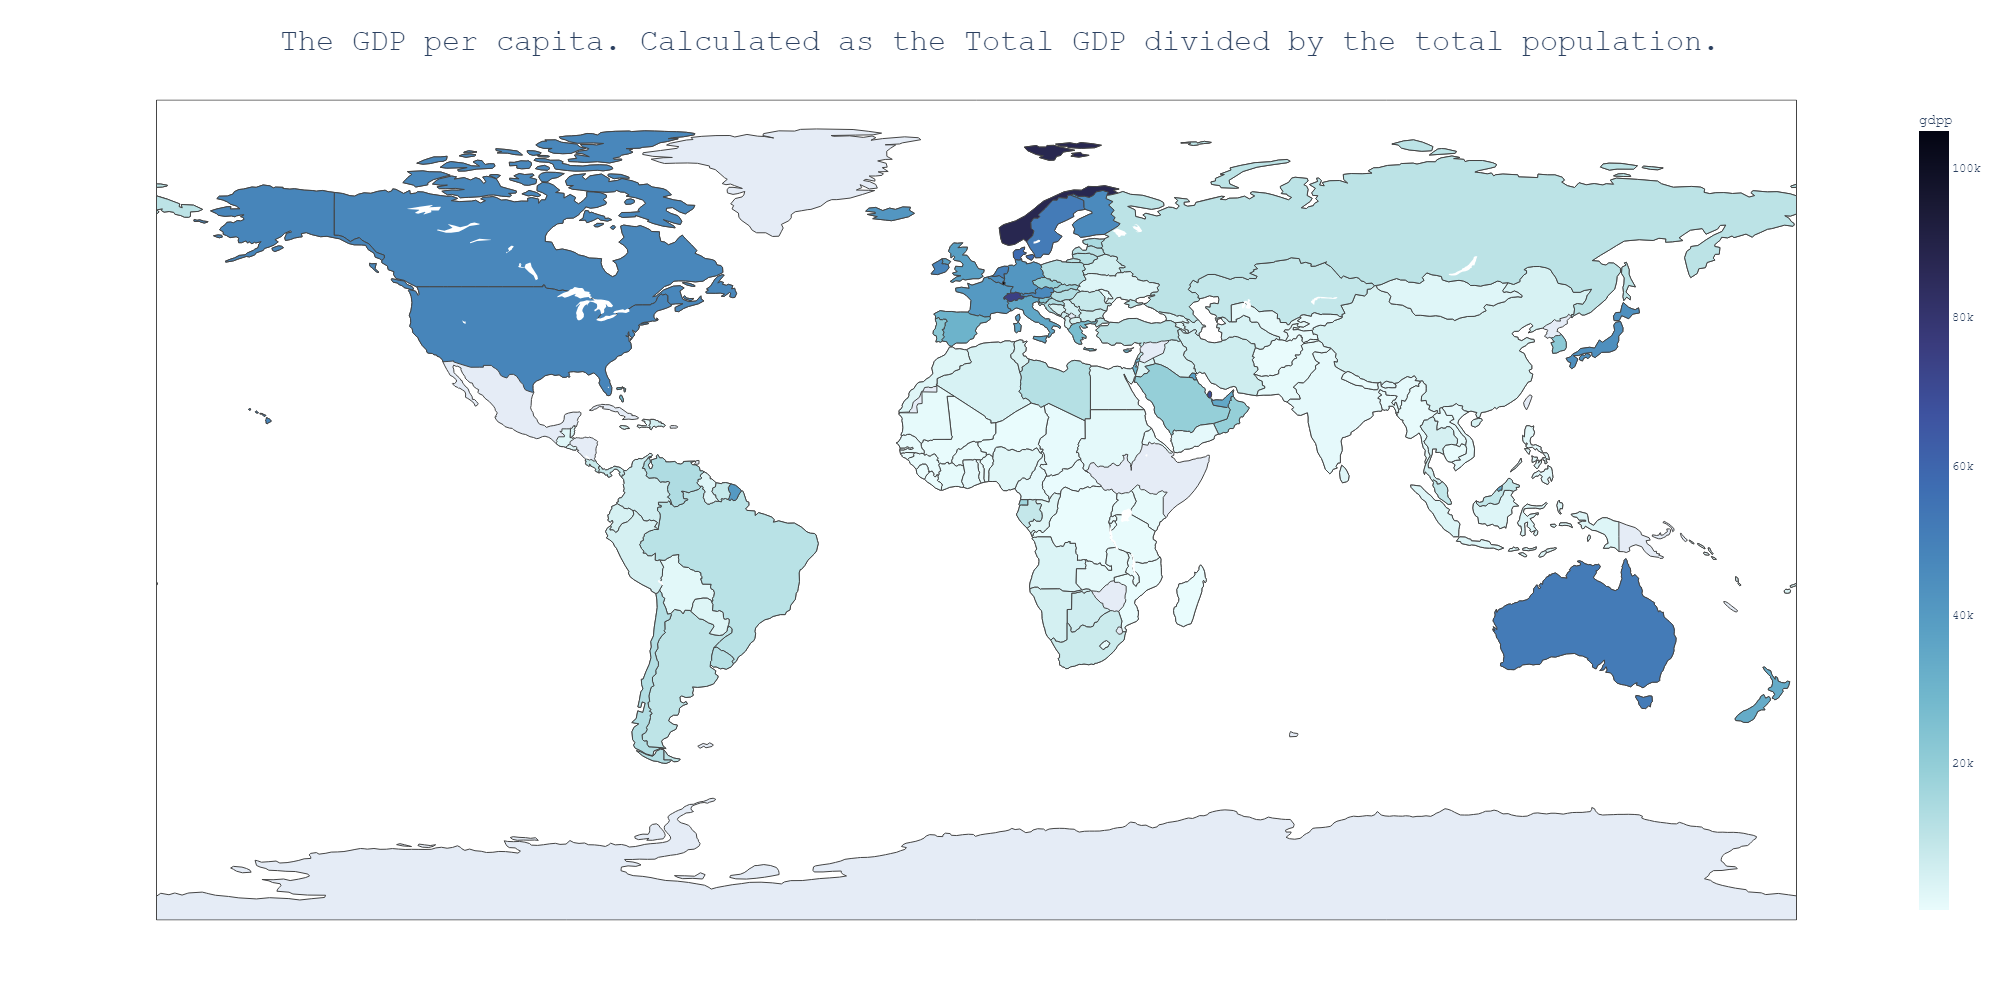 The GDP per capita. Calculated as the Total GDP divided by the total population.
gdpp
100k
80k
60k
40k
20k